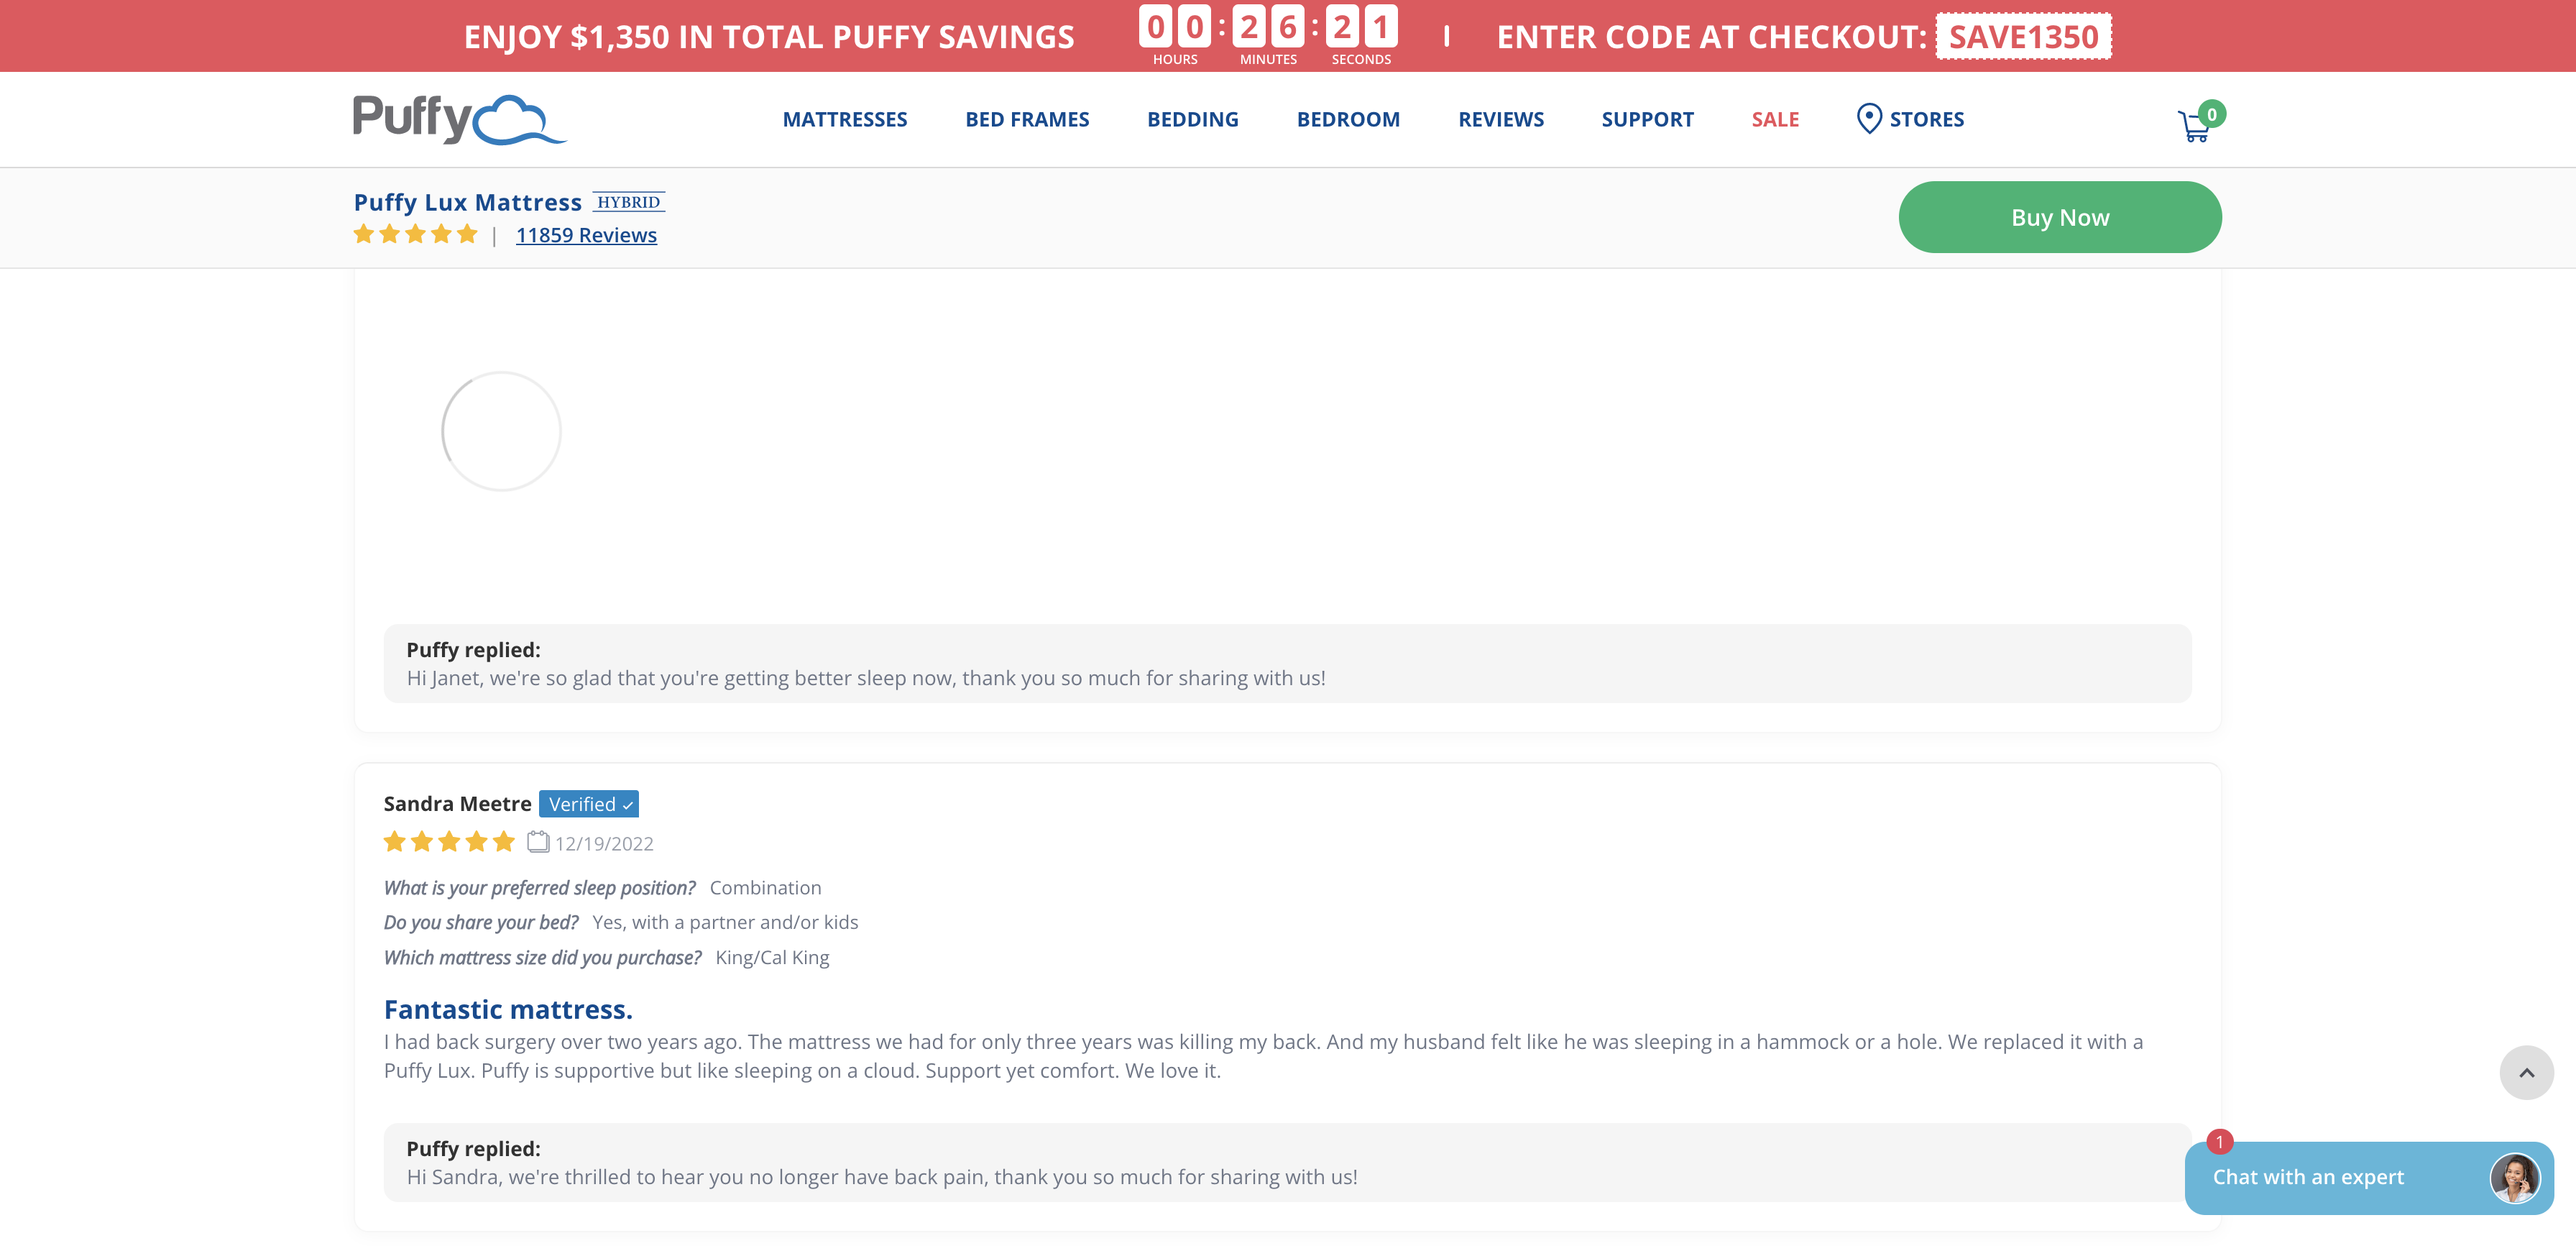 ENJOY $1,350 IN TOTAL PUFFY SAVINGS
00 : 26 : 21
HOURS MINUTES SECONDS
ENTER CODE AT CHECKOUT: SAVE1350
Puffy
MATTRESSES BED FRAMES BEDDING BEDROOM REVIEWS SUPPORT SALE STORES
0
Puffy Lux Mattress HYBRID
| 11859 Reviews
Buy Now
Puffy replied:
Hi Janet, we're so glad that you're getting better sleep now, thank you so much for sharing with us!
Sandra Meetre Verified
12/19/2022
What is your preferred sleep position? Combination
Do you share your bed? Yes, with a partner and/or kids
Which mattress size did you purchase? King/Cal King
Fantastic mattress.
I had back surgery over two years ago. The mattress we had for only three years was killing my back. And my husband felt like he was sleeping in a hammock or a hole. We replaced it with a
Puffy Lux. Puffy is supportive but like sleeping on a cloud. Support yet comfort. We love it.
Puffy replied:
Hi Sandra, we're thrilled to hear you no longer have back pain, thank you so much for sharing with us!
1
Chat with an expert